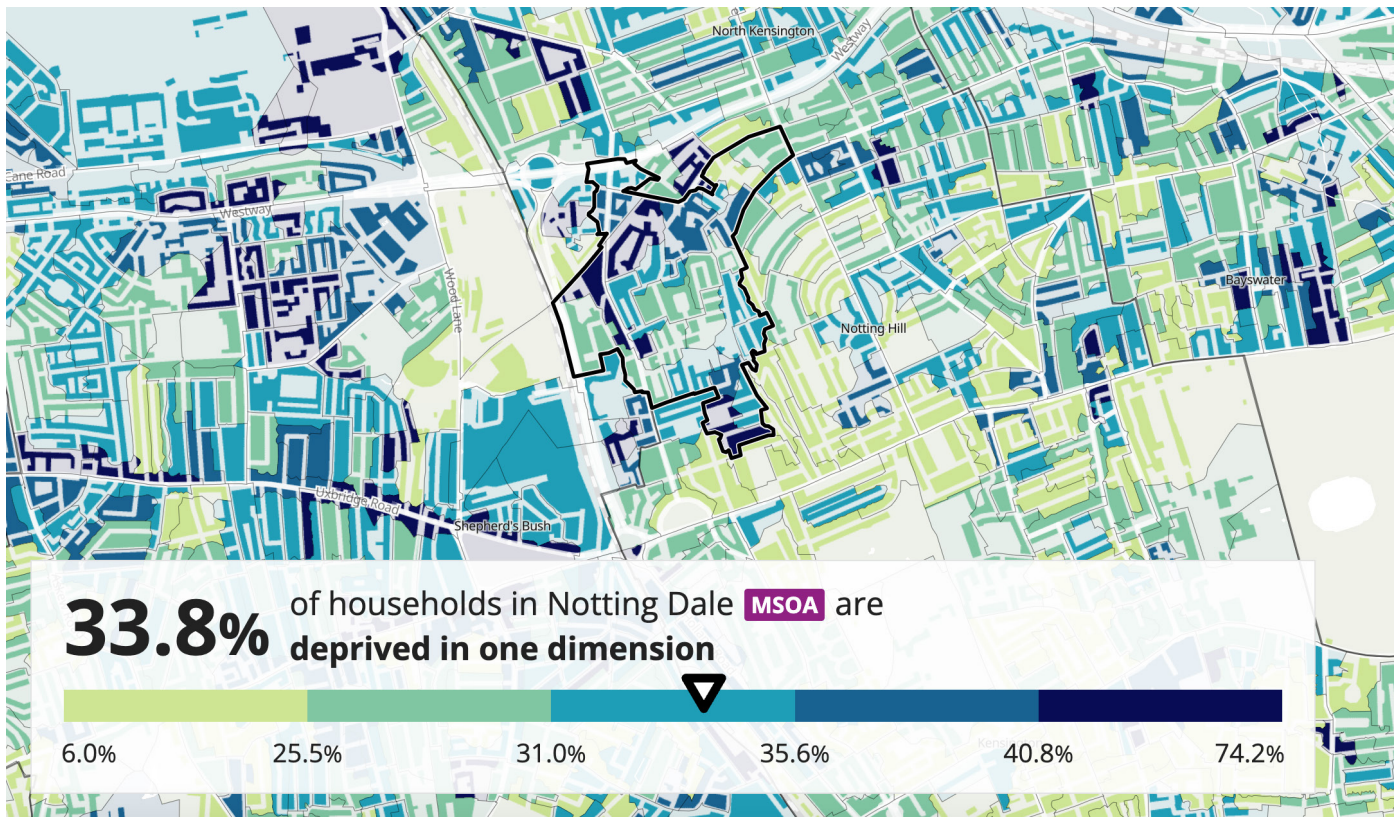 North Kensington
Westway
Cane Road
Westway
Wood Lane
Bayswater
Notting Hill
Uxbridge Road
Shepherd's Bush
33.8% of households in Notting Dale MSOA are
deprived in one dimension
Kensington
6.0% 25.5% 31.0% 35.6% 40.8% 74.2%